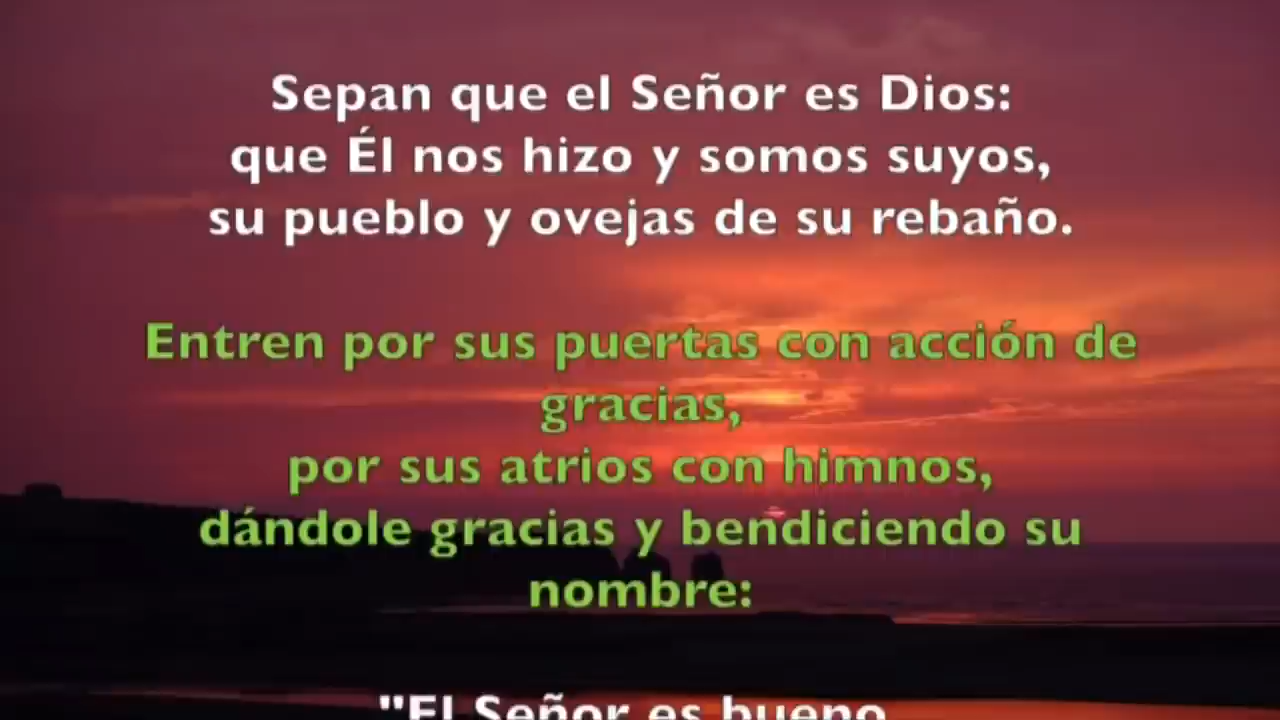 Sepan que el Señor es Dios:
que Él nos hizo y somos suyos,
su pueblo y ovejas de su rebaño.
Entren por sus puertas con acción de
gracias,
por sus atrios con himnos,
dándole gracias y bendiciendo su
nombre:
"El Señor es bueno